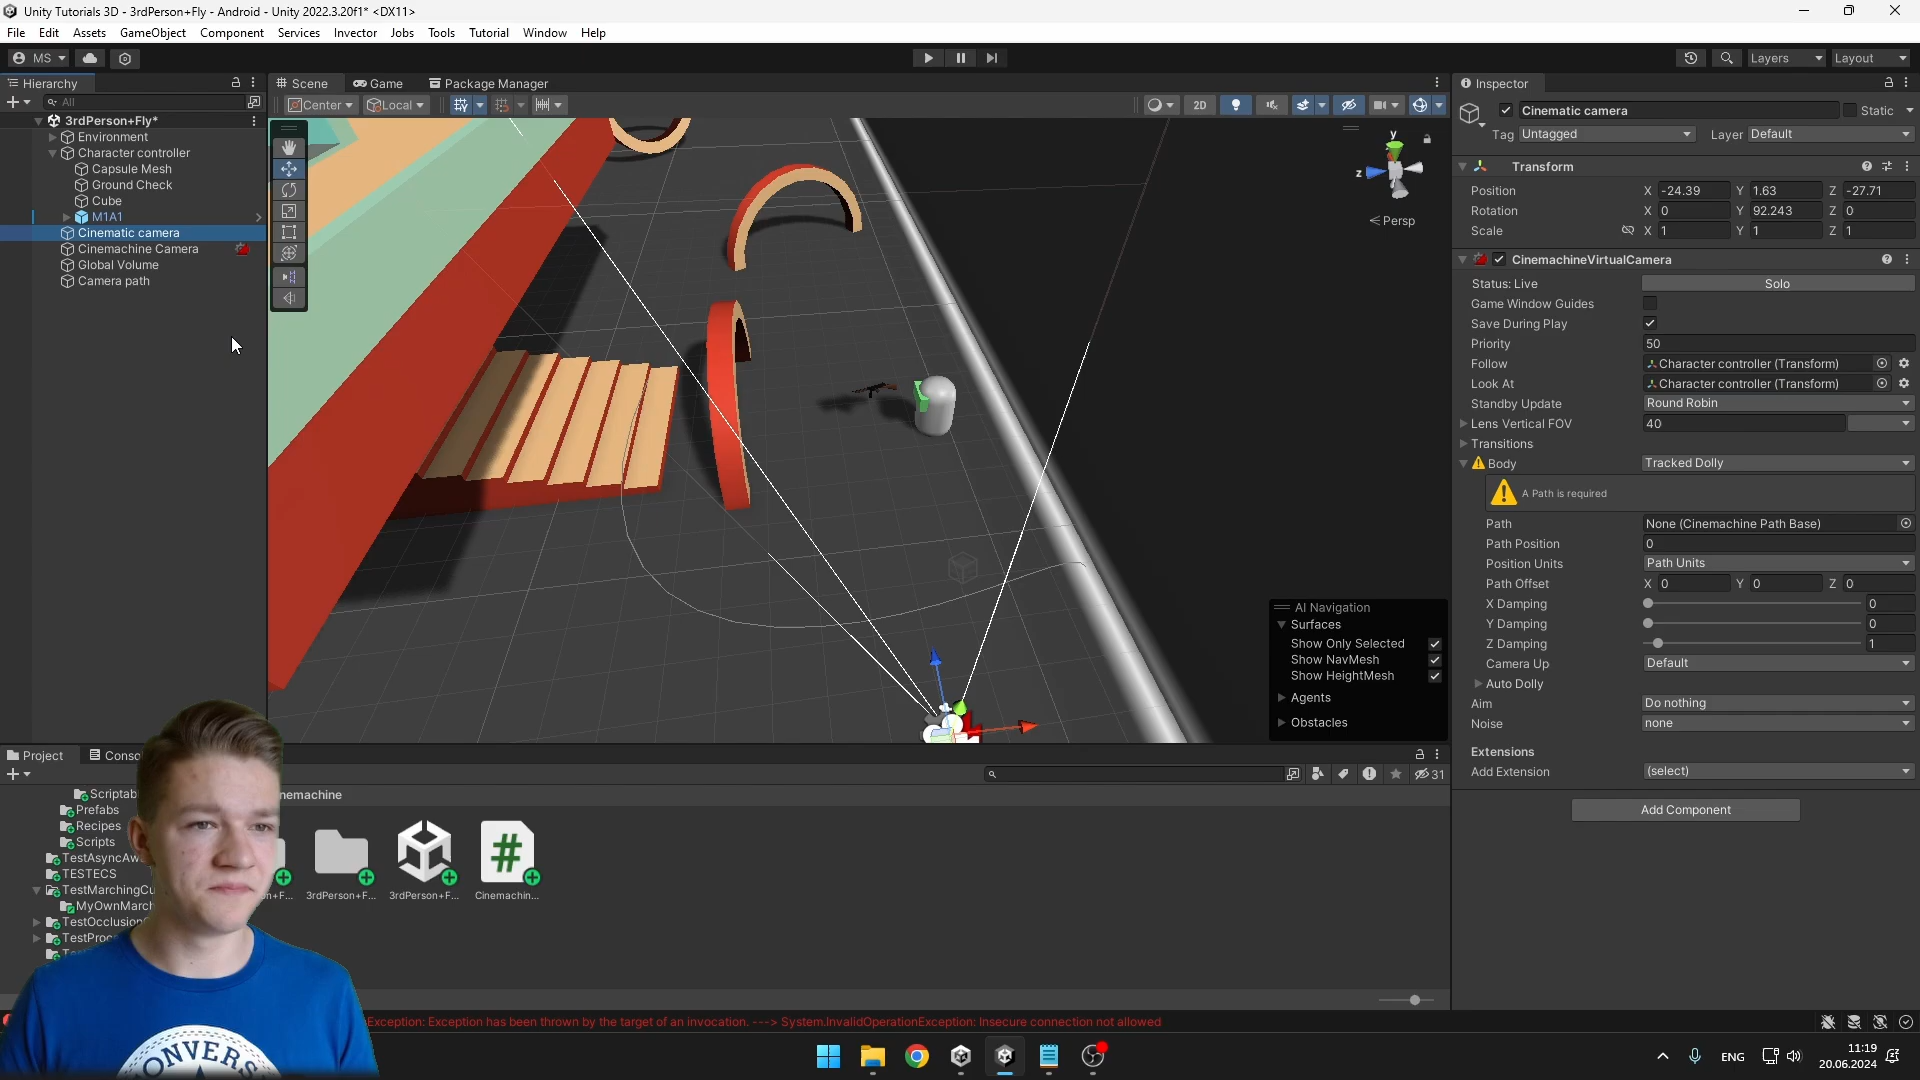 Unity Tutorials 3D - 3rdPerson+Fly - Android - Unity 2022.3.20f1* <DX11>
File Edit Assets GameObject Component Services Invector Jobs Tools Tutorial Window Help
MS Layers Layout
Hierarchy
All
3rdPerson+Fly*
Environment
Character controller
Capsule Mesh
Ground Check
Cube
M1A1
Cinematic camera
Cinemachine Camera
Global Volume
Camera path
Scene Game Package Manager
Center Local 2D
y
z
Persp
AI Navigation
Surfaces
Show Only Selected
Show NavMesh
Show HeightMesh
Agents
Obstacles
Inspector
Cinematic camera Static
Tag Untagged Layer Default
Transform
Position X -24.39 Y 1.63 Z -27.71
Rotation X 0 Y 92.243 Z 0
Scale X 1 Y 1 Z 1
CinemachineVirtualCamera
Status: Live Solo
Game Window Guides
Save During Play
Priority 50
Follow Character controller (Transform)
Look At Character controller (Transform)
Standby Update Round Robin
Lens Vertical FOV 40
Transitions
Body Tracked Dolly
A Path is required
Path None (Cinemachine Path Base)
Path Position 0
Position Units Path Units
Path Offset X 0 Y 0 Z 0
X Damping 0
Y Damping 0
Z Damping 1
Camera Up Default
Auto Dolly
Aim Do nothing
Noise none
Extensions
Add Extension (select)
Add Component
Project Conso
31
Scriptab
Prefabs
Recipes
Scripts
TestAsyncAw
TESTECS
TestMarchingCu
MyOwnMarch
TestOcclusion
TestProc
nemachine
on+F...
3rdPerson+F...
3rdPerson+F...
#
Cinemachin...
Exception: Exception has been thrown by the target of an invocation. ---> System.InvalidOperationException: Insecure connection not allowed
ONVERS
ENG
11:19
20.06.2024